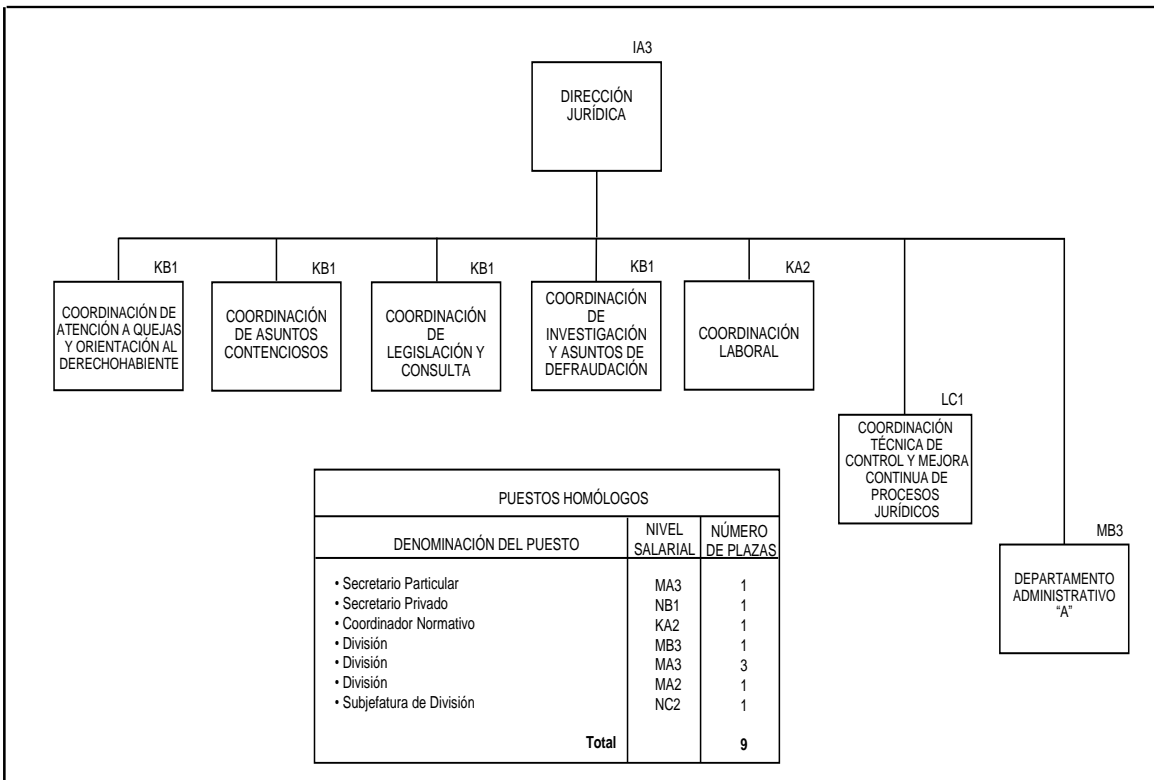 IA3
DIRECCIÓN
JURÍDICA
KB1
COORDINACIÓN DE
ATENCIÓN A QUEJAS
Y ORIENTACIÓN AL
DERECHOHABIENTE
KB1
COORDINACIÓN
DE ASUNTOS
CONTENCIOSOS
KB1
COORDINACIÓN
DE
LEGISLACIÓN Y
CONSULTA
KB1
COORDINACIÓN
DE
INVESTIGACIÓN
Y ASUNTOS DE
DEFRAUDACIÓN
KA2
COORDINACIÓN
LABORAL
LC1
COORDINACIÓN
TÉCNICA DE
CONTROL Y MEJORA
CONTINUA DE
PROCESOS
JURÍDICOS
MB3
DEPARTAMENTO
ADMINISTRATIVO
“A”
PUESTOS HOMÓLOGOS
DENOMINACIÓN DEL PUESTO
NIVEL
SALARIAL
NÚMERO
DE PLAZAS
• Secretario Particular MA3 1
• Secretario Privado NB1 1
• Coordinador Normativo KA2 1
• División MB3 1
• División MA3 3
• División MA2 1
• Subjefatura de División NC2 1
Total 9